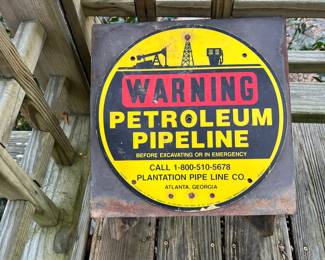 WARNING
PETROLEUM
PIPELINE
BEFORE EXCAVATING OR IN EMERGENCY
CALL 1-800-510-5678
PLANTATION PIPE LINE CO.
ATLANTA, GEORGIA